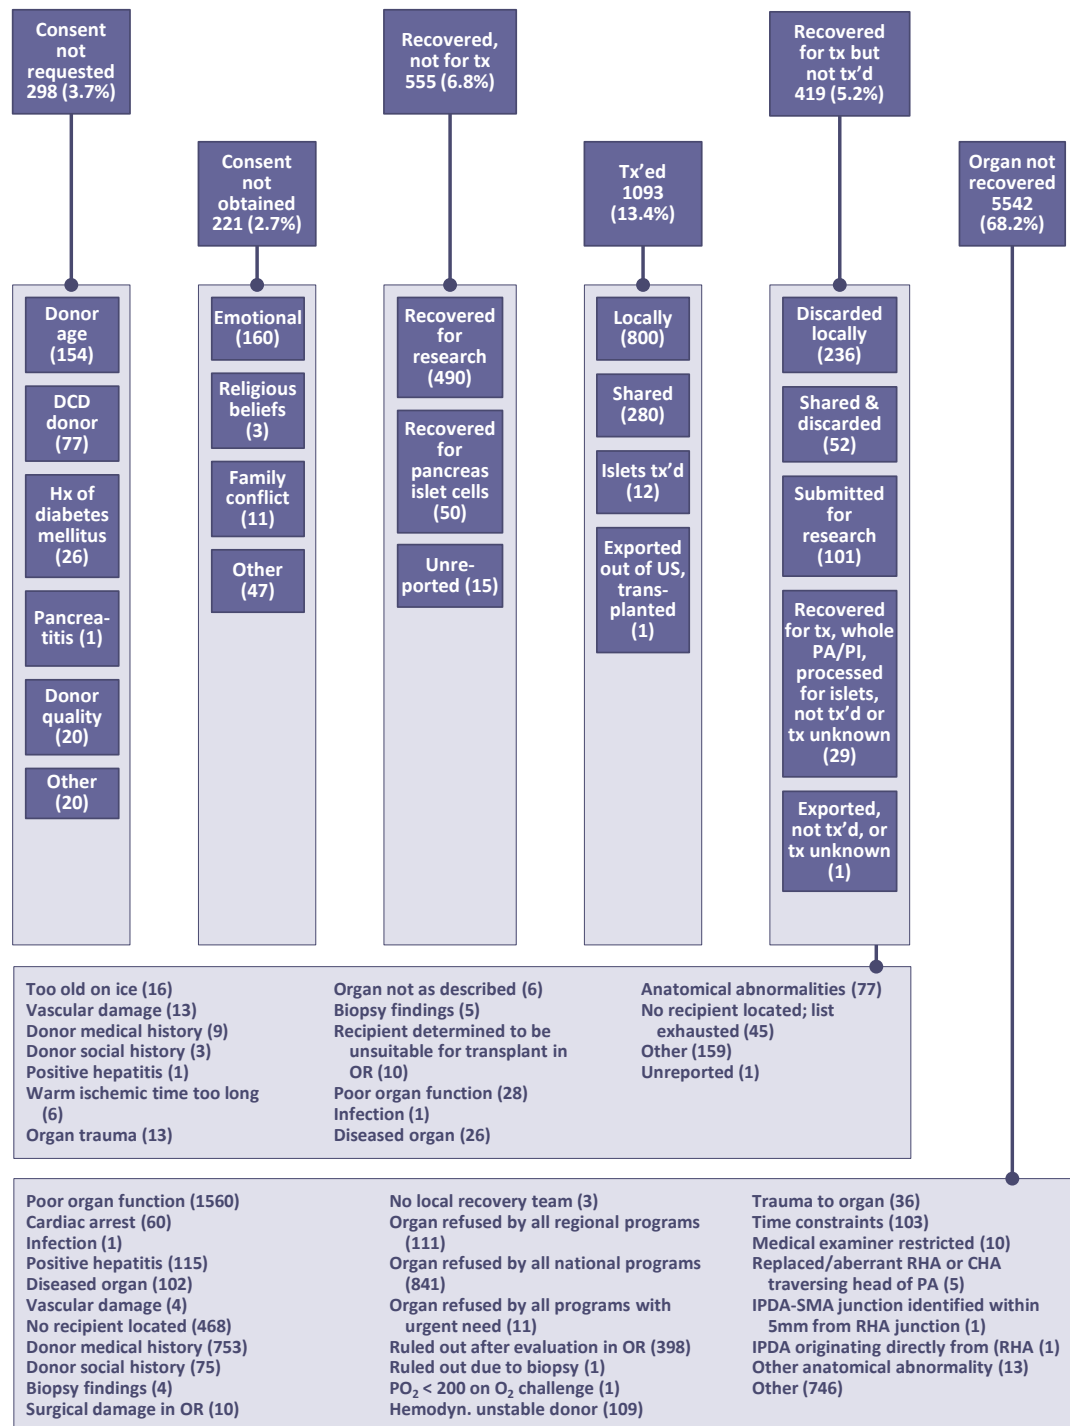 Consent
not
requested
298 (3.7%)
Recovered,
not for tx
555 (6.8%)
Recovered
for tx but
not tx'd
419 (5.2%)
Consent
not
obtained
221 (2.7%)
Tx'ed
1093
(13.4%)
Organ not
recovered
5542
(68.2%)
Donor
age
(154)
DCD
donor
(77)
Hx of
diabetes
mellitus
(26)
Pancrea-
titis (1)
Donor
quality
(20)
Other
(20)
Emotional
(160)
Religious
beliefs
(3)
Family
conflict
(11)
Other
(47)
Recovered
for
research
(490)
Recovered
for
pancreas
islet cells
(50)
Unre-
ported (15)
Locally
(800)
Shared
(280)
Islets tx'd
(12)
Exported
out of US,
trans-
planted
(1)
Discarded
locally
(236)
Shared &
discarded
(52)
Submitted
for
research
(101)
Recovered
for tx, whole
PA/PI,
processed
for islets,
not tx'd or
tx unknown
(29)
Exported,
not tx'd, or
tx unknown
(1)
Too old on ice (16)
Vascular damage (13)
Donor medical history (9)
Donor social history (3)
Positive hepatitis (1)
Warm ischemic time too long
(6)
Organ trauma (13)
Organ not as described (6)
Biopsy findings (5)
Recipient determined to be
unsuitable for transplant in
OR (10)
Poor organ function (28)
Infection (1)
Diseased organ (26)
Anatomical abnormalities (77)
No recipient located; list
exhausted (45)
Other (159)
Unreported (1)
Poor organ function (1560)
Cardiac arrest (60)
Infection (1)
Positive hepatitis (115)
Diseased organ (102)
Vascular damage (4)
No recipient located (468)
Donor medical history (753)
Donor social history (75)
Biopsy findings (4)
Surgical damage in OR (10)
No local recovery team (3)
Organ refused by all regional programs
(111)
Organ refused by all national programs
(841)
Organ refused by all programs with
urgent need (11)
Ruled out after evaluation in OR (398)
Ruled out due to biopsy (1)
PO₂ < 200 on O₂ challenge (1)
Hemodyn. unstable donor (109)
Trauma to organ (36)
Time constraints (103)
Medical examiner restricted (10)
Replaced/aberrant RHA or CHA
traversing head of PA (5)
IPDA-SMA junction identified within
5mm from RHA junction (1)
IPDA originating directly from (RHA (1)
Other anatomical abnormality (13)
Other (746)